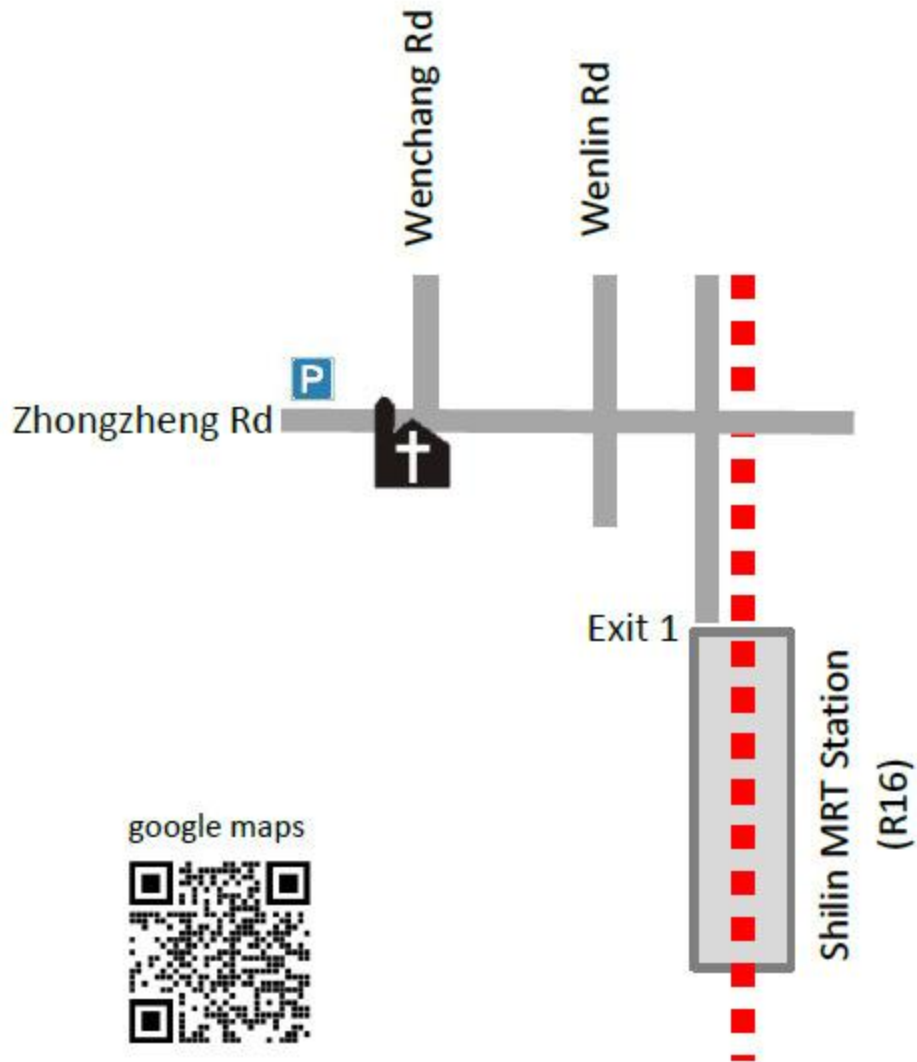 Wenchang Rd
Wenlin Rd
P
Zhongzheng Rd
Exit 1
Shilin MRT Station
(R16)
google maps